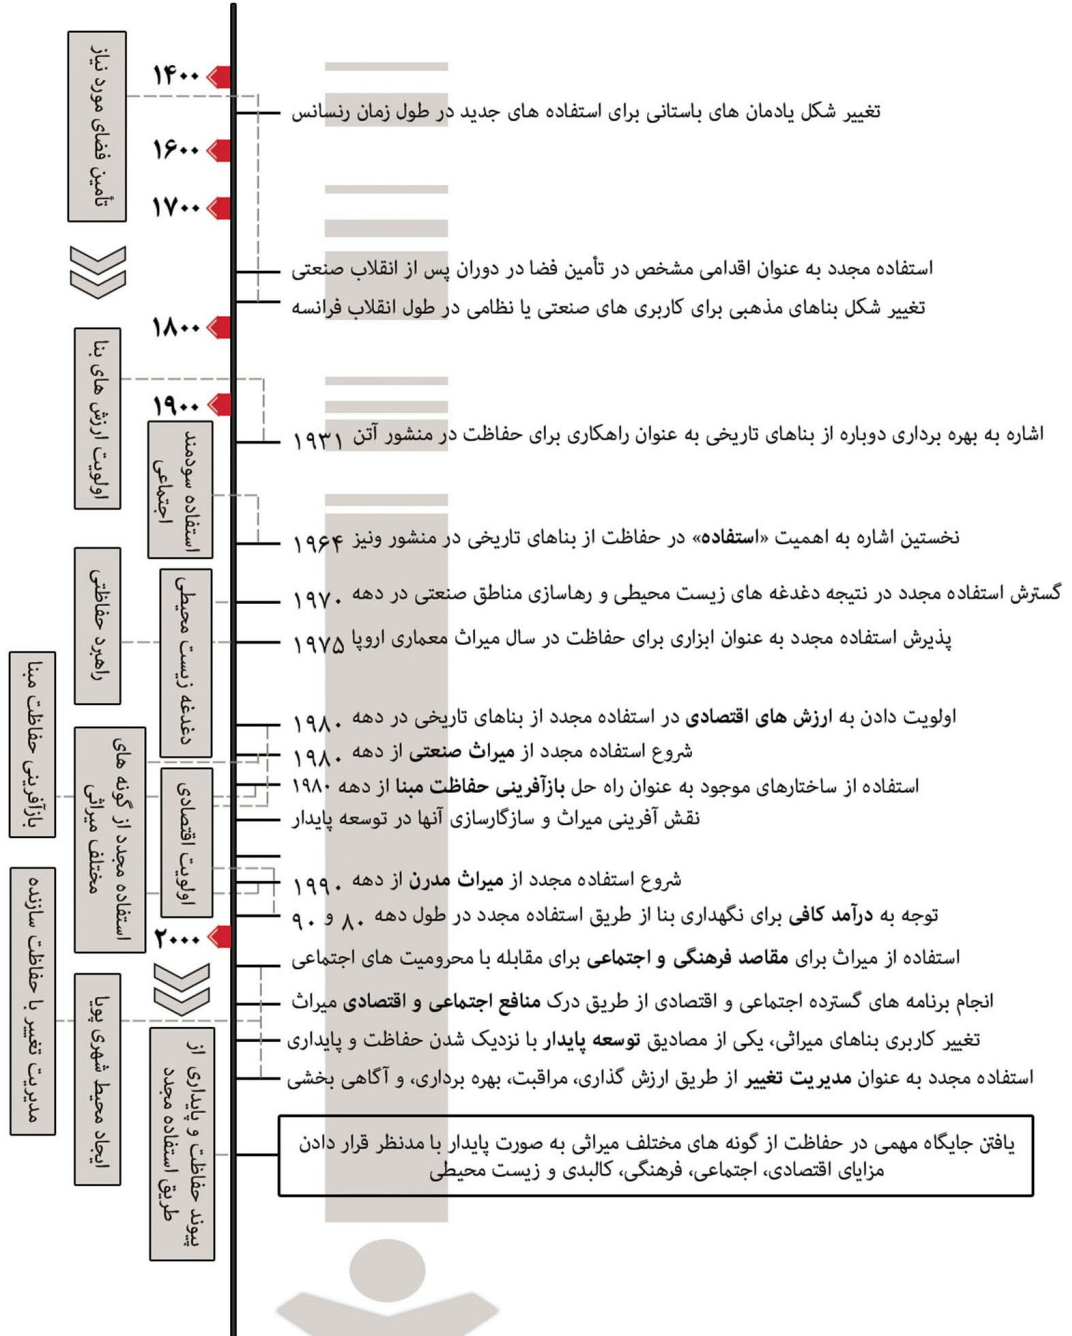 ۱۴۰۰
۱۶۰۰
۱۷۰۰
۱۸۰۰
۱۹۰۰
۲۰۰۰
تغییر شکل یادمان های باستانی برای استفاده های جدید در طول زمان رنسانس
استفاده مجدد به عنوان اقدامی مشخص در تأمین فضا در دوران پس از انقلاب صنعتی
تغییر شکل بناهای مذهبی برای کاربری های صنعتی یا نظامی در طول انقلاب فرانسه
اشاره به بهره برداری دوباره از بناهای تاریخی به عنوان راهکاری برای حفاظت در منشور آتن ۱۹۳۱
نخستین اشاره به اهمیت «استفاده» در حفاظت از بناهای تاریخی در منشور ونیز ۱۹۶۴
گسترش استفاده مجدد در نتیجه دغدغه های زیست محیطی و رهاسازی مناطق صنعتی در دهه ۱۹۷۰
پذیرش استفاده مجدد به عنوان ابزاری برای حفاظت در سال میراث معماری اروپا ۱۹۷۵
اولویت دادن به ارزش های اقتصادی در استفاده مجدد از بناهای تاریخی در دهه ۱۹۸۰
شروع استفاده مجدد از میراث صنعتی از دهه ۱۹۸۰
استفاده از ساختارهای موجود به عنوان راه حل بازآفرینی حفاظت مبنا از دهه ۱۹۸۰
نقش آفرینی میراث و سازگارسازی آنها در توسعه پایدار
شروع استفاده مجدد از میراث مدرن از دهه ۱۹۹۰
توجه به درآمد کافی برای نگهداری بنا از طریق استفاده مجدد در طول دهه ۸۰ و ۹۰
استفاده از میراث برای مقاصد فرهنگی و اجتماعی برای مقابله با محرومیت های اجتماعی
انجام برنامه های گسترده اجتماعی و اقتصادی از طریق درک منافع اجتماعی و اقتصادی میراث
تغییر کاربری بناهای میراثی، یکی از مصادیق توسعه پایدار با نزدیک شدن حفاظت و پایداری
استفاده مجدد به عنوان مدیریت تغییر از طریق ارزش گذاری، مراقبت، بهره برداری، و آگاهی بخشی
یافتن جایگاه مهمی در حفاظت از گونه های مختلف میراثی به صورت پایدار با مدنظر قرار دادن
مزایای اقتصادی، اجتماعی، فرهنگی، کالبدی و زیست محیطی
تأمین فضای مورد نیاز
اولویت ارزش های بنا
استفاده سودمند
اجتماعی
راهبرد حفاظتی
دغدغه زیست محیطی
بازآفرینی حفاظت مبنا
استفاده مجدد از گونه های
مختلف میراثی
اولویت اقتصادی
مدیریت تغییر با حفاظت سازنده
ایجاد محیط شهری پویا
پیوند حفاظت و پایداری از
طریق استفاده مجدد